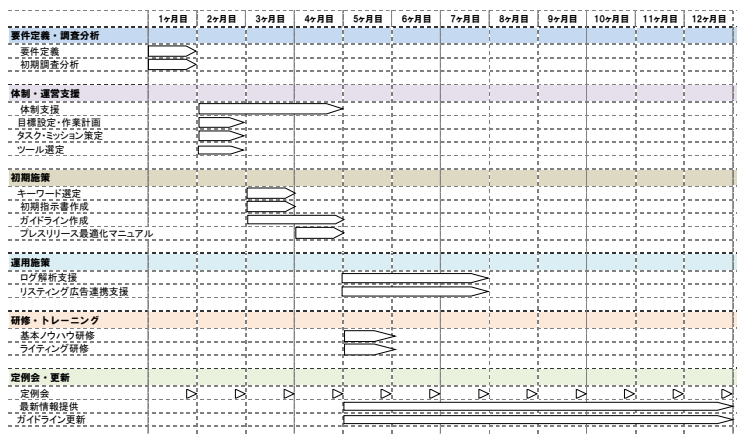 1ヶ月目 2ヶ月目 3ヶ月目 4ヶ月目 5ヶ月目 6ヶ月目 7ヶ月目 8ヶ月目 9ヶ月目 10ヶ月目 11ヶ月目 12ヶ月目
要件定義・調査分析
要件定義
初期調査分析
体制・運営支援
体制支援
目標設定・作業計画
タスク・ミッション策定
ツール選定
初期施策
キーワード選定
初期指示書作成
ガイドライン作成
プレスリリース最適化マニュアル
運用施策
ログ解析支援
リスティング広告連携支援
研修・トレーニング
基本ノウハウ研修
ライティング研修
定例会・更新
定例会
最新情報提供
ガイドライン更新